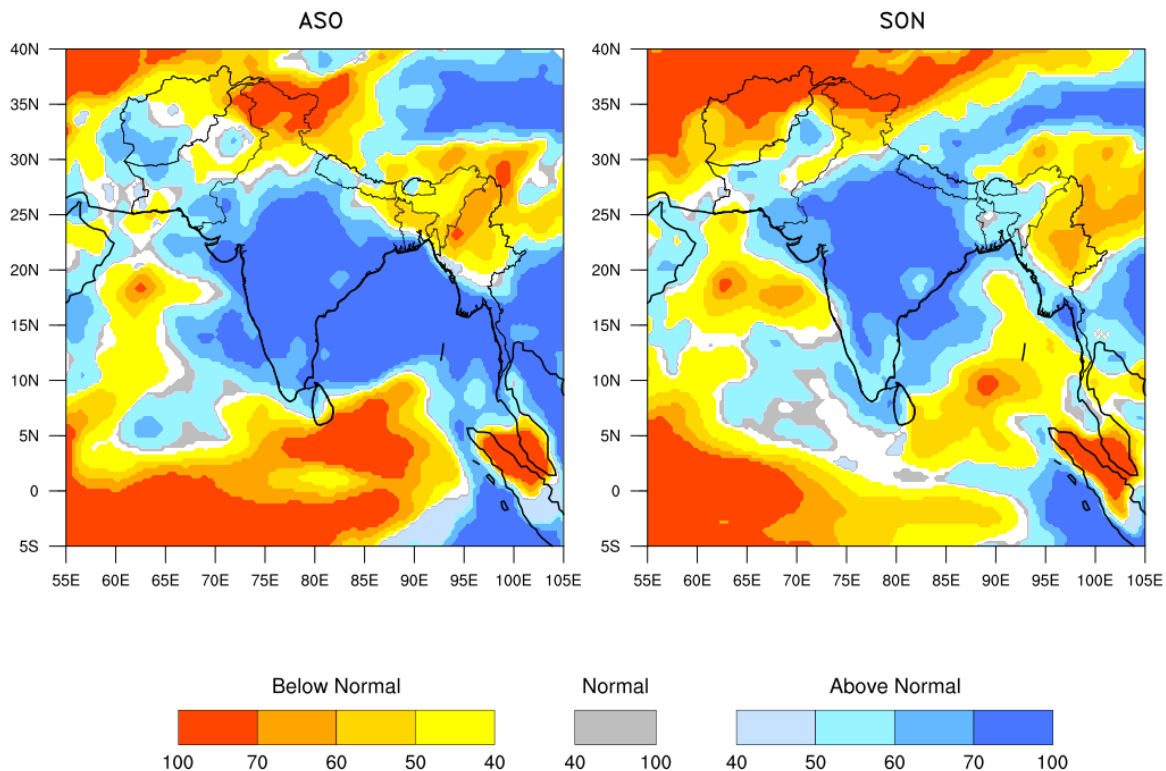 ASO
SON
40N
35N
30N
25N
20N
15N
10N
5N
0
5S
55E 60E 65E 70E 75E 80E 85E 90E 95E 100E 105E
40N
35N
30N
25N
20N
15N
10N
5N
0
5S
55E 60E 65E 70E 75E 80E 85E 90E 95E 100E 105E
Below Normal
Normal
Above Normal
100 70 60 50 40
40 100
40 50 60 70 100